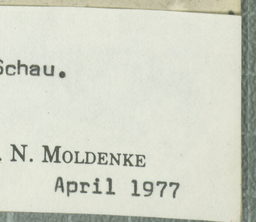 Schau.
. N. MOLDENKE
April 1977